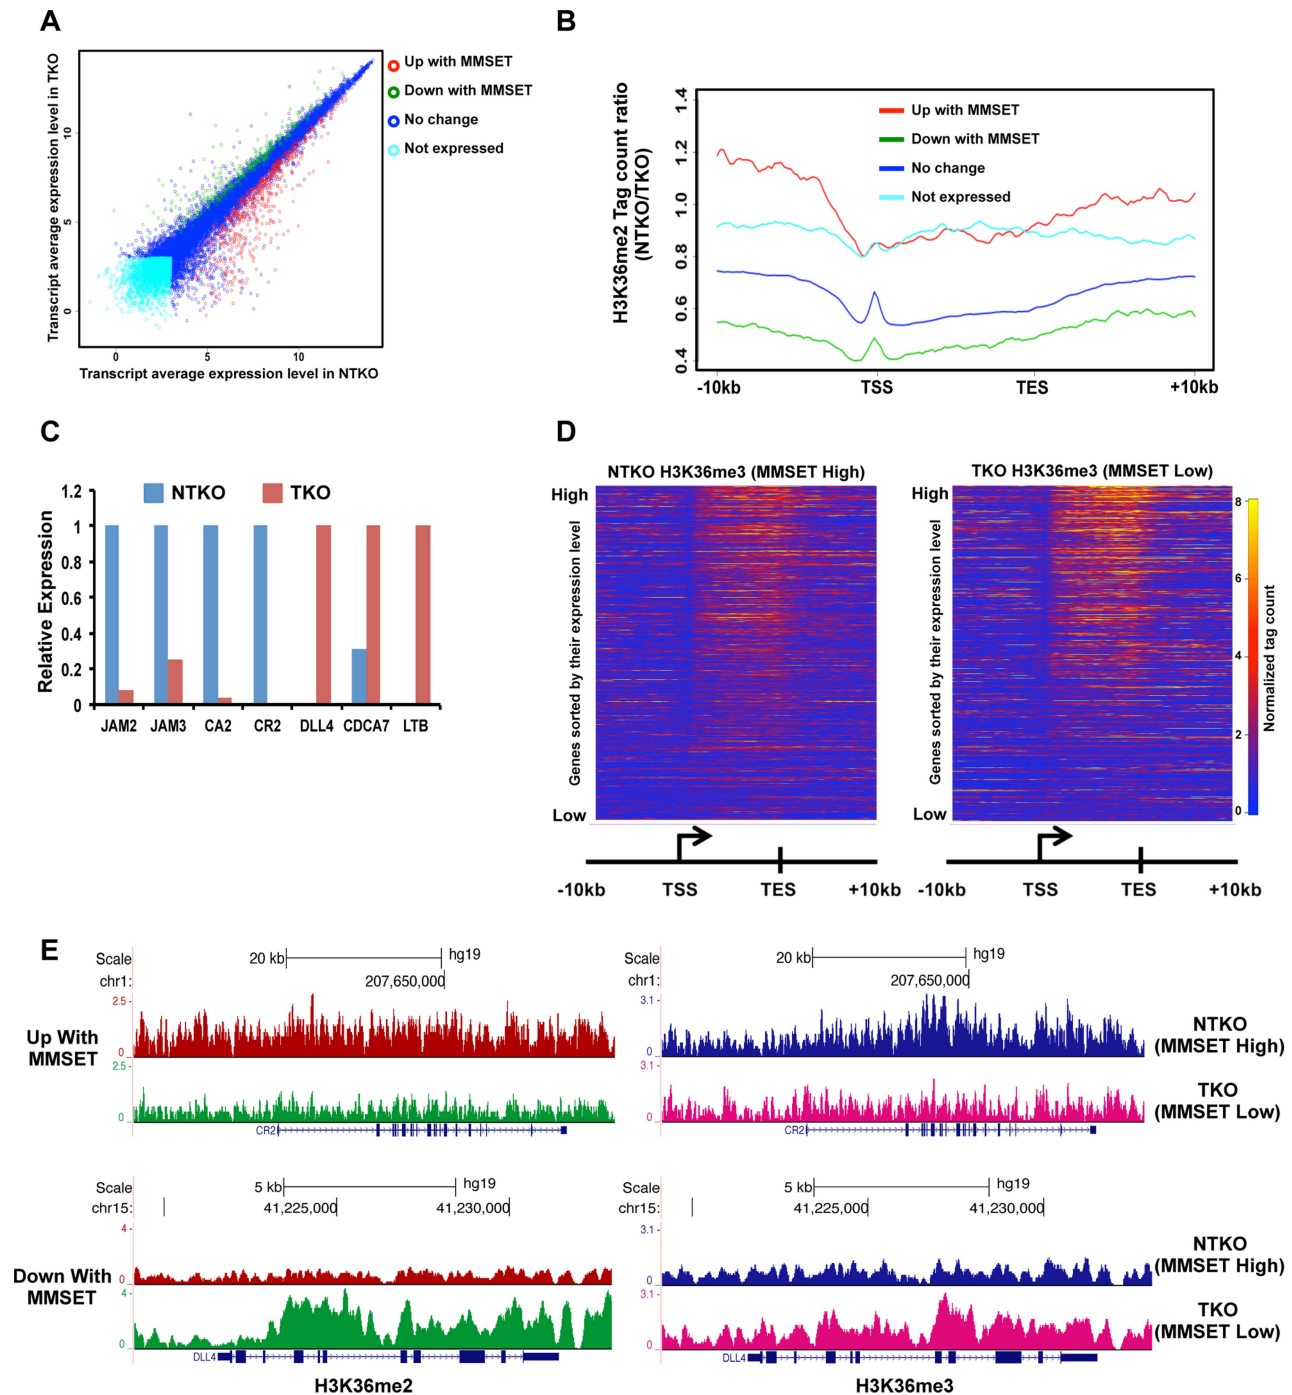 A
Transcript average expression level in TKO
10
5
0
0 5 10
Transcript average expression level in NTKO
Up with MMSET
Down with MMSET
No change
Not expressed
B
H3K36me2 Tag count ratio
(NTKO/TKO)
1.4
1.2
1.0
0.8
0.6
0.4
Up with MMSET
Down with MMSET
No change
Not expressed
-10kb TSS TES +10kb
C
Relative Expression
NTKO TKO
1.2
1
0.8
0.6
0.4
0.2
0
JAM2 JAM3 CA2 CR2 DLL4 CDCA7 LTB
D
NTKO H3K36me3 (MMSET High)
High
Genes sorted by their expression level
Low
-10kb TSS TES +10kb
TKO H3K36me3 (MMSET Low)
High
Genes sorted by their expression level
Low
-10kb TSS TES +10kb
8
6
4
2
0
Normalized tag count
E
Scale 20 kb hg19
chr1: 207,650,000
Up With
MMSET
2.5 -
0
2.5 -
0
CR2
Scale 20 kb hg19
chr1: 207,650,000
3.1 -
0
3.1 -
0
CR2
NTKO
(MMSET High)
TKO
(MMSET Low)
Scale 5 kb hg19
chr15: 41,225,000 41,230,000
Down With
MMSET
4 -
0
4 -
0
DLL4
H3K36me2
Scale 5 kb hg19
chr15: 41,225,000 41,230,000
3.1 -
0
3.1 -
0
DLL4
H3K36me3
NTKO
(MMSET High)
TKO
(MMSET Low)